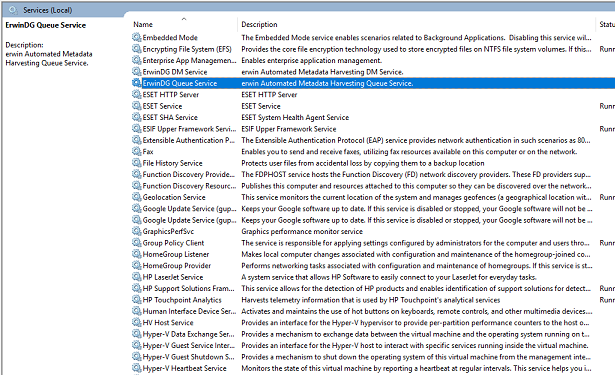 Services (Local)
ErwinDG Queue Service
Description:
erwin Automated Metadata
Harvesting Queue Service.
Name Description Statu
Embedded Mode The Embedded Mode service enables scenarios related to Background Applications. Disabling this service wil...
Encrypting File System (EFS) Provides the core file encryption technology used to store encrypted files on NTFS file system volumes. If this... Runn
Enterprise App Managemen... Enables enterprise application management.
ErwinDG DM Service erwin Automated Metadata Harvesting DM Service.
ErwinDG Queue Service erwin Automated Metadata Harvesting Queue Service.
ESET HTTP Server ESET HTTP Server
ESET Service ESET Service Runn
ESET SHA Service ESET System Health Agent Service
ESIF Upper Framework Servi... ESIF Upper Framework Service Runn
Extensible Authentication P... The Extensible Authentication Protocol (EAP) service provides network authentication in such scenarios as 80...
Fax Enables you to send and receive faxes, utilizing fax resources available on this computer or on the network.
File History Service Protects user files from accidental loss by copying them to a backup location
Function Discovery Provide... The FDPHOST service hosts the Function Discovery (FD) network discovery providers. These FD providers sup...
Function Discovery Resourc... Publishes this computer and resources attached to this computer so they can be discovered over the network...
Geolocation Service This service monitors the current location of the system and manages geofences (a geographical location wit... Runn
Google Update Service (gup... Keeps your Google software up to date. If this service is disabled or stopped, your Google software will not be ...
Google Update Service (gup... Keeps your Google software up to date. If this service is disabled or stopped, your Google software will not be ...
GraphicsPerfSvc Graphics performance monitor service
Group Policy Client The service is responsible for applying settings configured by administrators for the computer and users thro... Runn
HomeGroup Listener Makes local computer changes associated with configuration and maintenance of the homegroup-joined co...
HomeGroup Provider Performs networking tasks associated with configuration and maintenance of homegroups. If this service is st...
HP LaserJet Service A system service that allows HP Software to easily connect to your LaserJet for everyday tasks.
HP Support Solutions Fram... This service allows for the detection of HP products and enables identification of support solutions for detect... Runn
HP Touchpoint Analytics Harvests telemetry information that is used by HP Touchpoint's analytical services Runn
Human Interface Device Ser... Activates and maintains the use of hot buttons on keyboards, remote controls, and other multimedia devices....
HV Host Service Provides an interface for the Hyper-V hypervisor to provide per-partition performance counters to the host o...
Hyper-V Data Exchange Ser... Provides a mechanism to exchange data between the virtual machine and the operating system running on t...
Hyper-V Guest Service Inter... Provides an interface for the Hyper-V host to interact with specific services running inside the virtual machine.
Hyper-V Guest Shutdown S... Provides a mechanism to shut down the operating system of this virtual machine from the management inte...
Hyper-V Heartbeat Service Monitors the state of this virtual machine by reporting a heartbeat at regular intervals. This service helps you i...